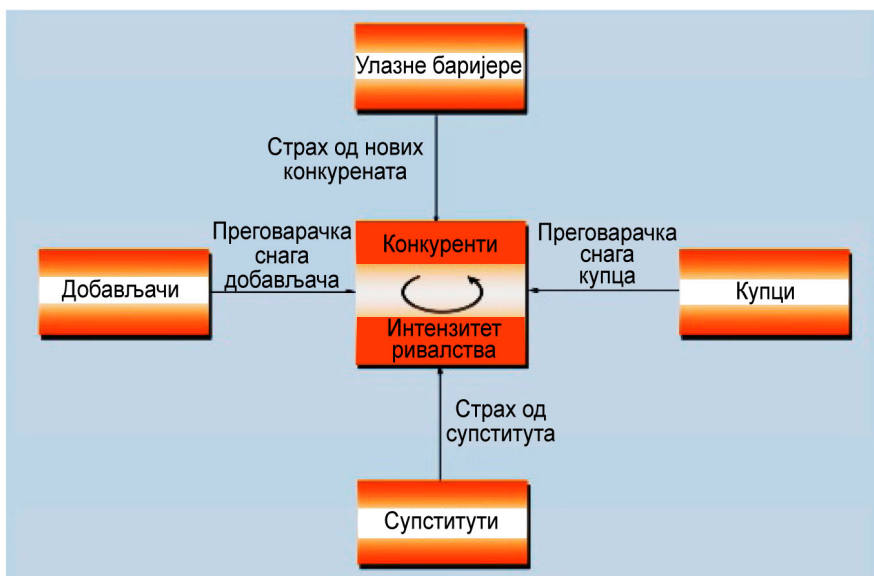 Улазне баријере
Страх од нових
конкурената
Преговарачка
снага
добављача
Конкуренти
Преговарачка
снага
купца
Добављачи
Купци
Интензитет
ривалства
Страх од
супститута
Супститути